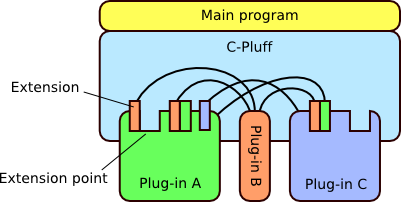 Main program
C-Pluff
Extension
Extension point
Plug-in A
Plug-in B
Plug-in C